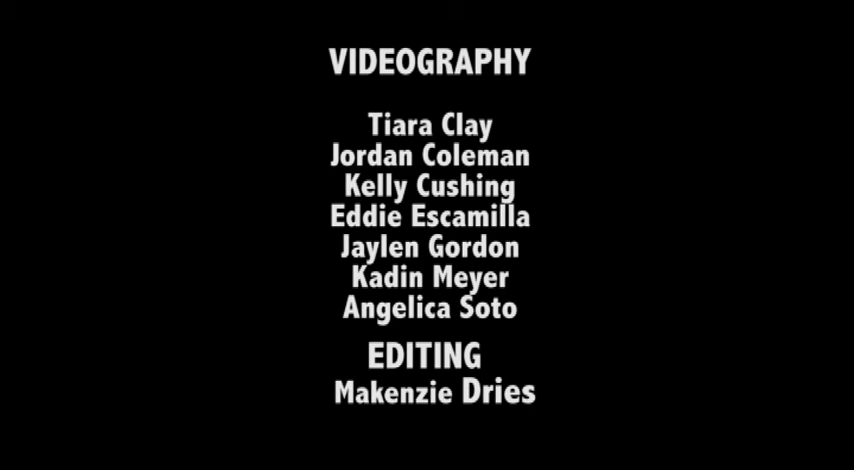 VIDEOGRAPHY
Tiara Clay
Jordan Coleman
Kelly Cushing
Eddie Escamilla
Jaylen Gordon
Kadin Meyer
Angelica Soto
EDITING
Makenzie Dries